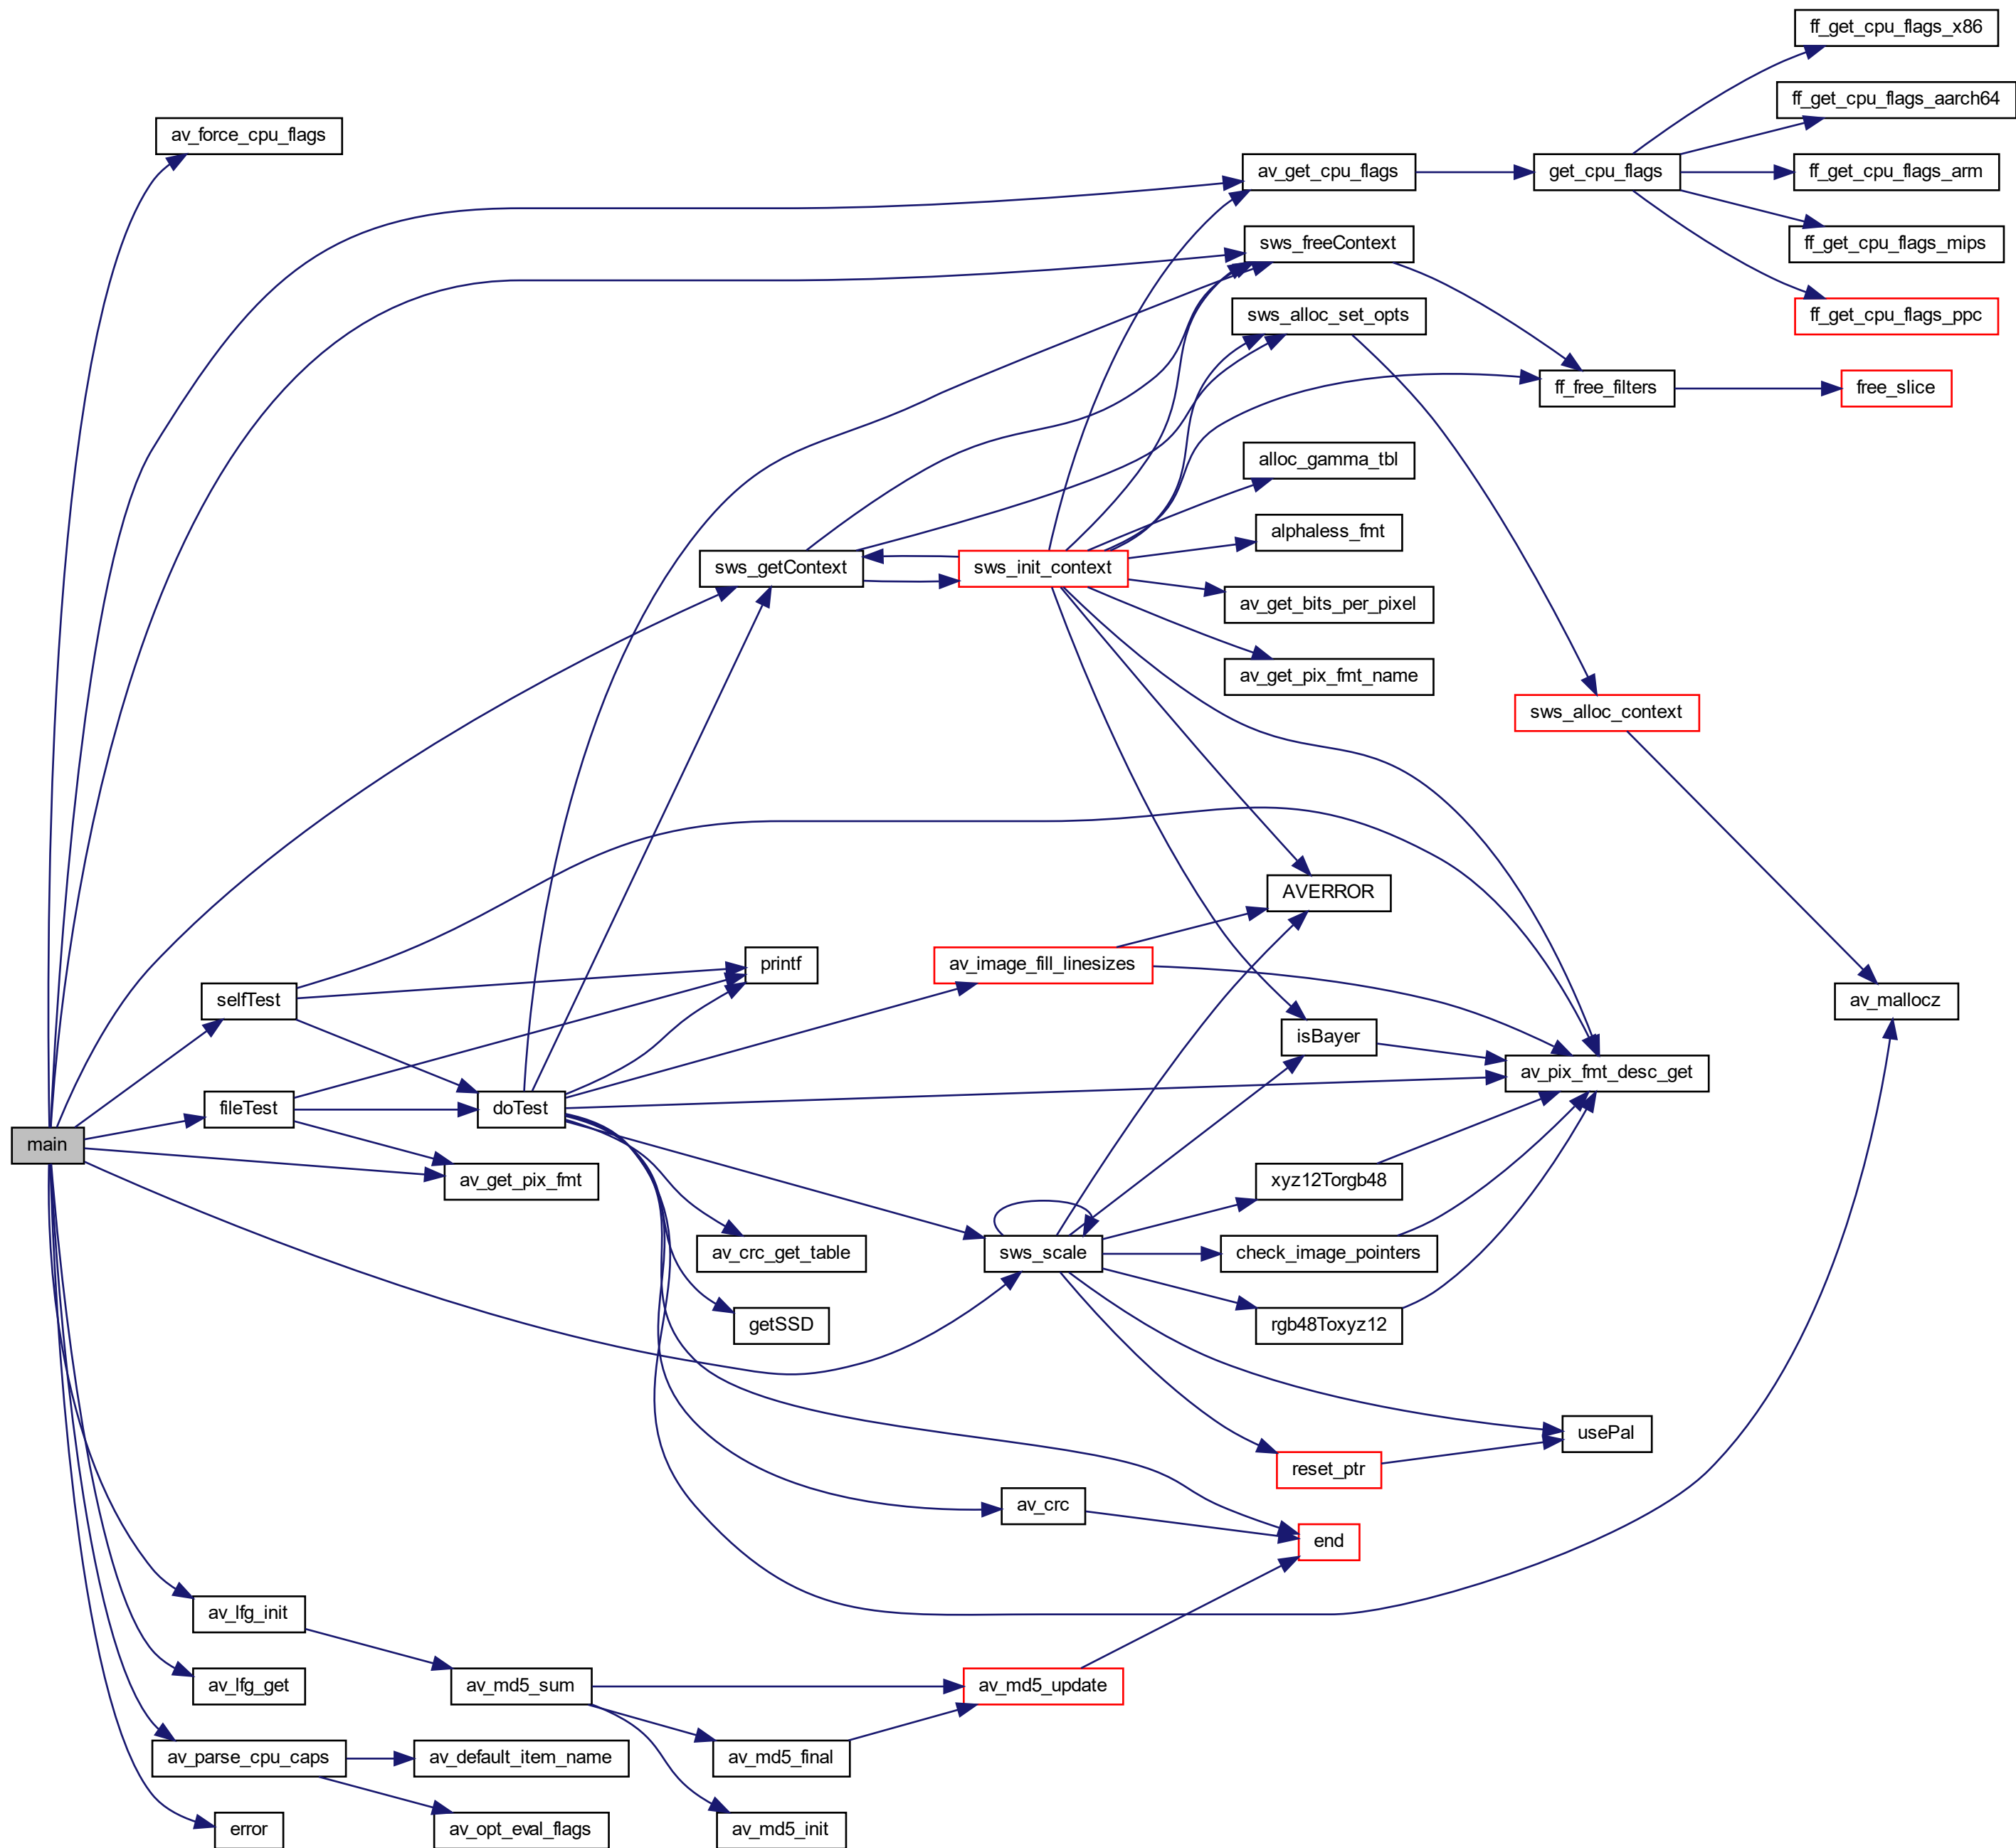 ff_get_cpu_flags_x86
ff_get_cpu_flags_aarch64
av_force_cpu_flags
av_get_cpu_flags
get_cpu_flags
ff_get_cpu_flags_arm
sws_freeContext
ff_get_cpu_flags_mips
sws_alloc_set_opts
ff_get_cpu_flags_ppc
ff_free_filters
free_slice
alloc_gamma_tbl
alphaless_fmt
sws_getContext
sws_init_context
av_get_bits_per_pixel
av_get_pix_fmt_name
sws_alloc_context
AVERROR
printf
av_image_fill_linesizes
selfTest
av_mallocz
isBayer
av_pix_fmt_desc_get
fileTest
doTest
main
av_get_pix_fmt
xyz12Torgb48
av_crc_get_table
sws_scale
check_image_pointers
getSSD
rgb48Toxyz12
usePal
reset_ptr
av_crc
end
av_lfg_init
av_lfg_get
av_md5_sum
av_md5_update
av_parse_cpu_caps
av_default_item_name
av_md5_final
error
av_opt_eval_flags
av_md5_init